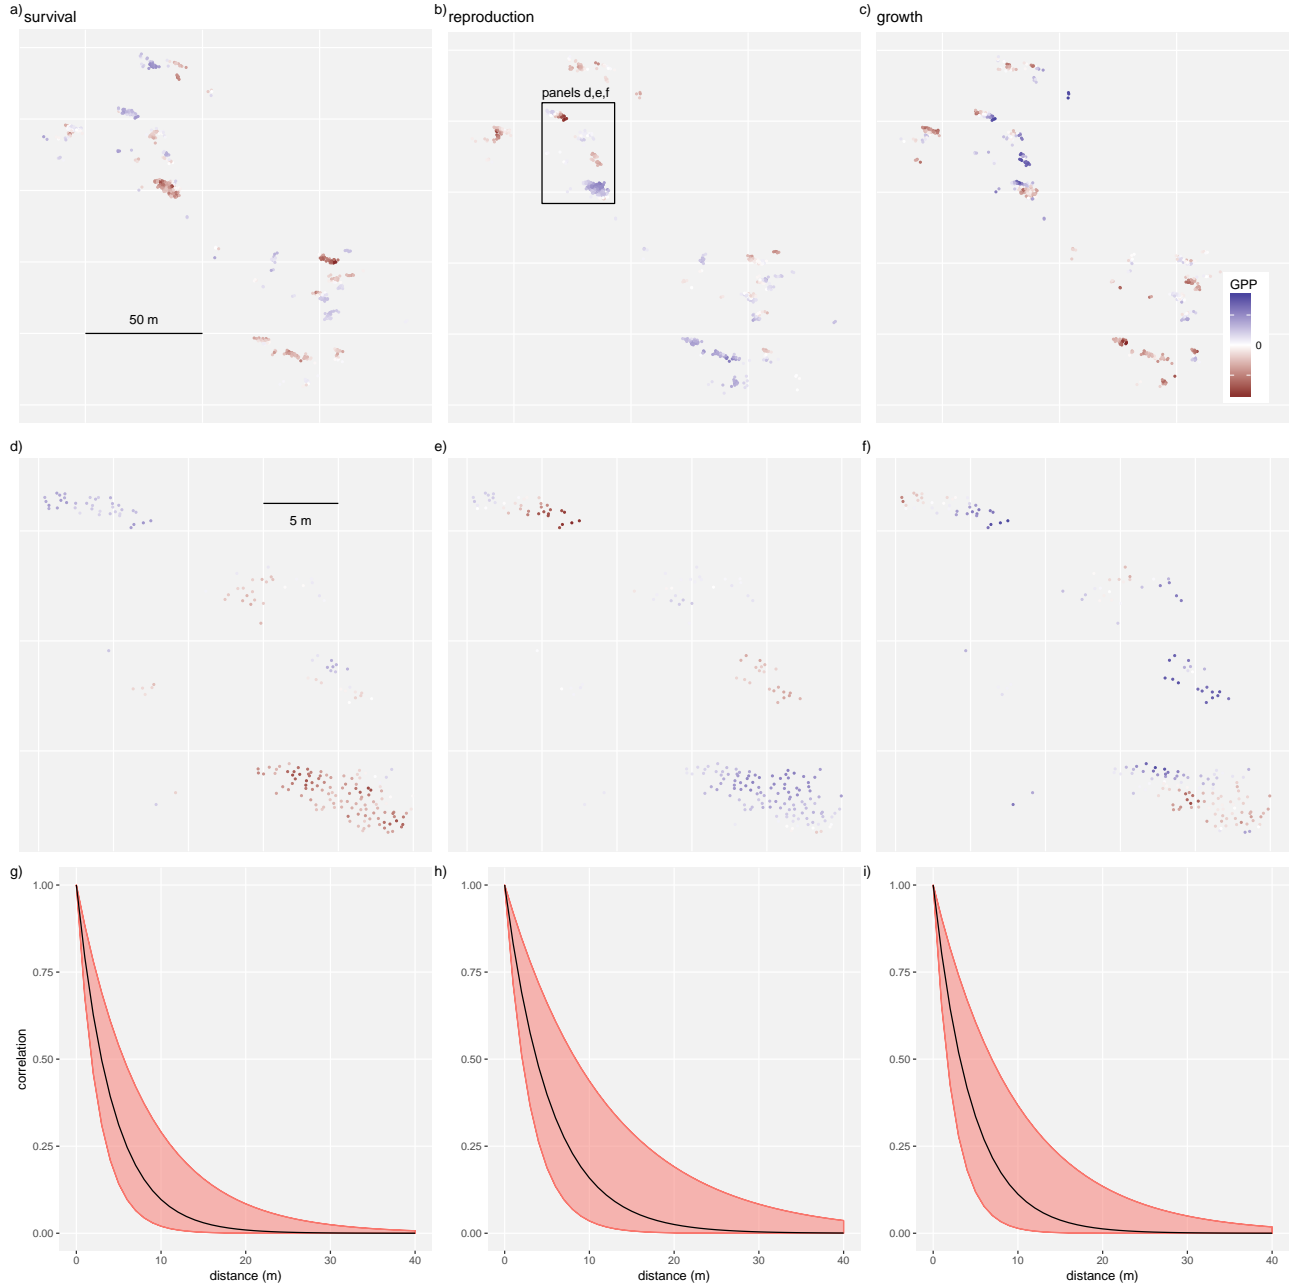 a) survival
b) reproduction
c) growth
panels d,e,f
50 m
GPP
0
d)
e)
f)
5 m
g)
h)
i)
1.00
0.75
0.50
0.25
0.00
correlation
0 10 20 30 40
distance (m)
1.00
0.75
0.50
0.25
0.00
0 10 20 30 40
distance (m)
1.00
0.75
0.50
0.25
0.00
0 10 20 30 40
distance (m)